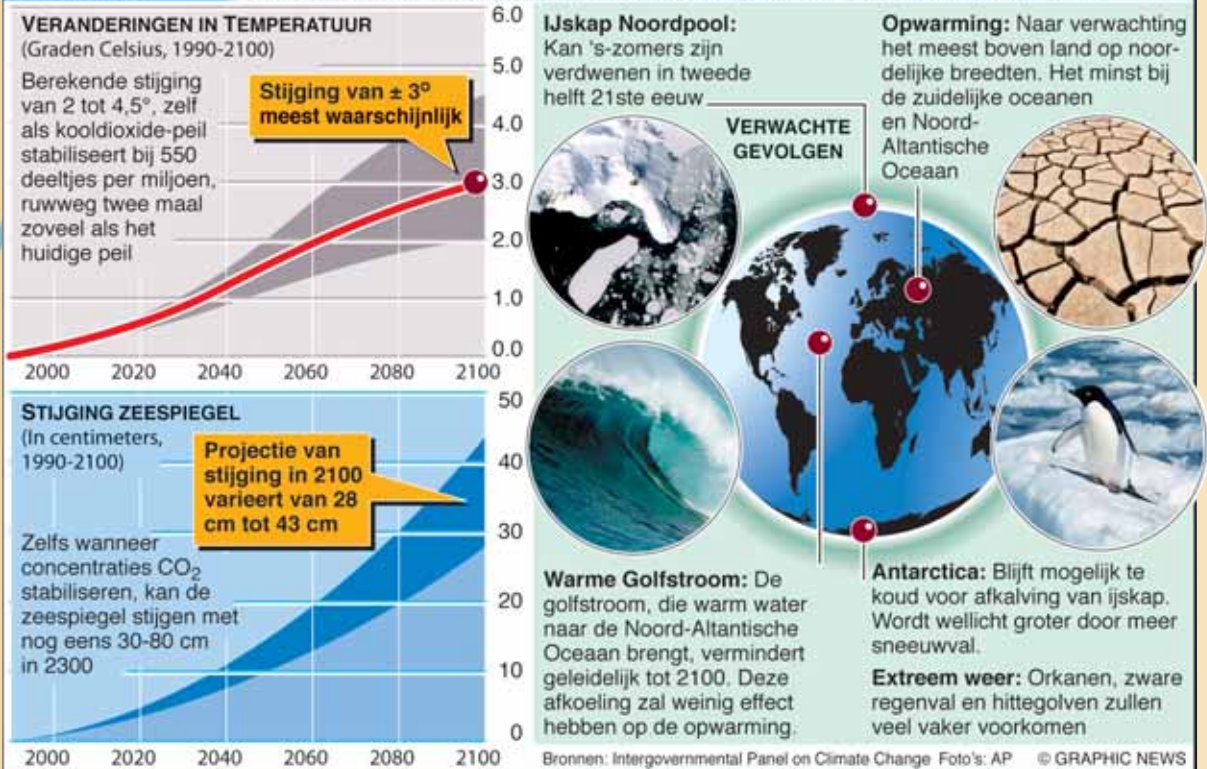 VERANDERINGEN IN TEMPERATUUR
(Graden Celsius, 1990-2100)
Berekende stijging
van 2 tot 4,5°, zelf
als kooldioxide-peil
stabiliseert bij 550
deeltjes per miljoen,
ruwweg twee maal
zoveel als het
huidige peil
Stijging van ± 3°
meest waarschijnlijk
6.0
5.0
4.0
3.0
2.0
1.0
0.0
2000 2020 2040 2060 2080 2100
STIJGING ZEESPIEGEL
(In centimeters,
1990-2100)
Projectie van
stijging in 2100
varieert van 28
cm tot 43 cm
Zelfs wanneer
concentraties CO2
stabiliseren, kan de
zeespiegel stijgen met
nog eens 30-80 cm
in 2300
50
40
30
20
10
0
2000 2020 2040 2060 2080 2100
IJskap Noordpool:
Kan 's-zomers zijn
verdwenen in tweede
helft 21ste eeuw
VERWACHTE
GEVOLGEN
Opwarming: Naar verwachting
het meest boven land op noor-
delijke breedten. Het minst bij
de zuidelijke oceanen
en Noord-
Altantische
Oceaan
Warme Golfstroom: De
golfstroom, die warm water
naar de Noord-Altantische
Oceaan brengt, vermindert
geleidelijk tot 2100. Deze
afkoeling zal weinig effect
hebben op de opwarming.
Antarctica: Blijft mogelijk te
koud voor afkalving van ijskap.
Wordt wellicht groter door meer
sneeuwval.
Extreem weer: Orkanen, zware
regenval en hittegolven zullen
veel vaker voorkomen
Bronnen: Intergovernmental Panel on Climate Change Foto's: AP © GRAPHIC NEWS